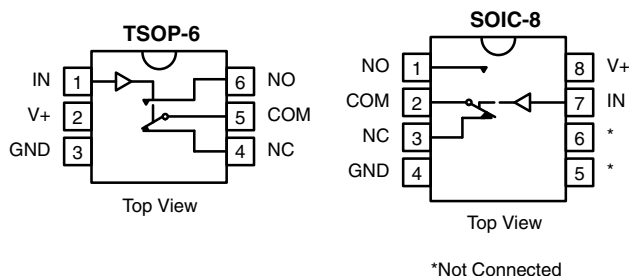 TSOP-6
IN 1 6 NO
V+ 2 5 COM
GND 3 4 NC
Top View
SOIC-8
NO 1 8 V+
COM 2 7 IN
NC 3 6 *
GND 4 5 *
Top View
*Not Connected